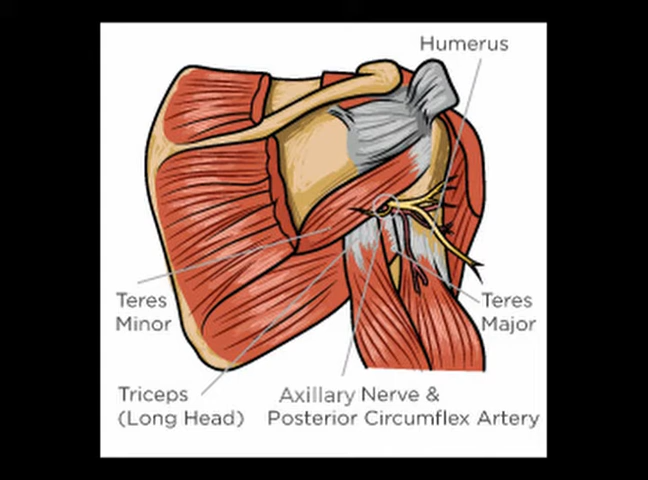 Humerus
Teres
Minor
Teres
Major
Triceps
(Long Head)
Axillary Nerve &
Posterior Circumflex Artery